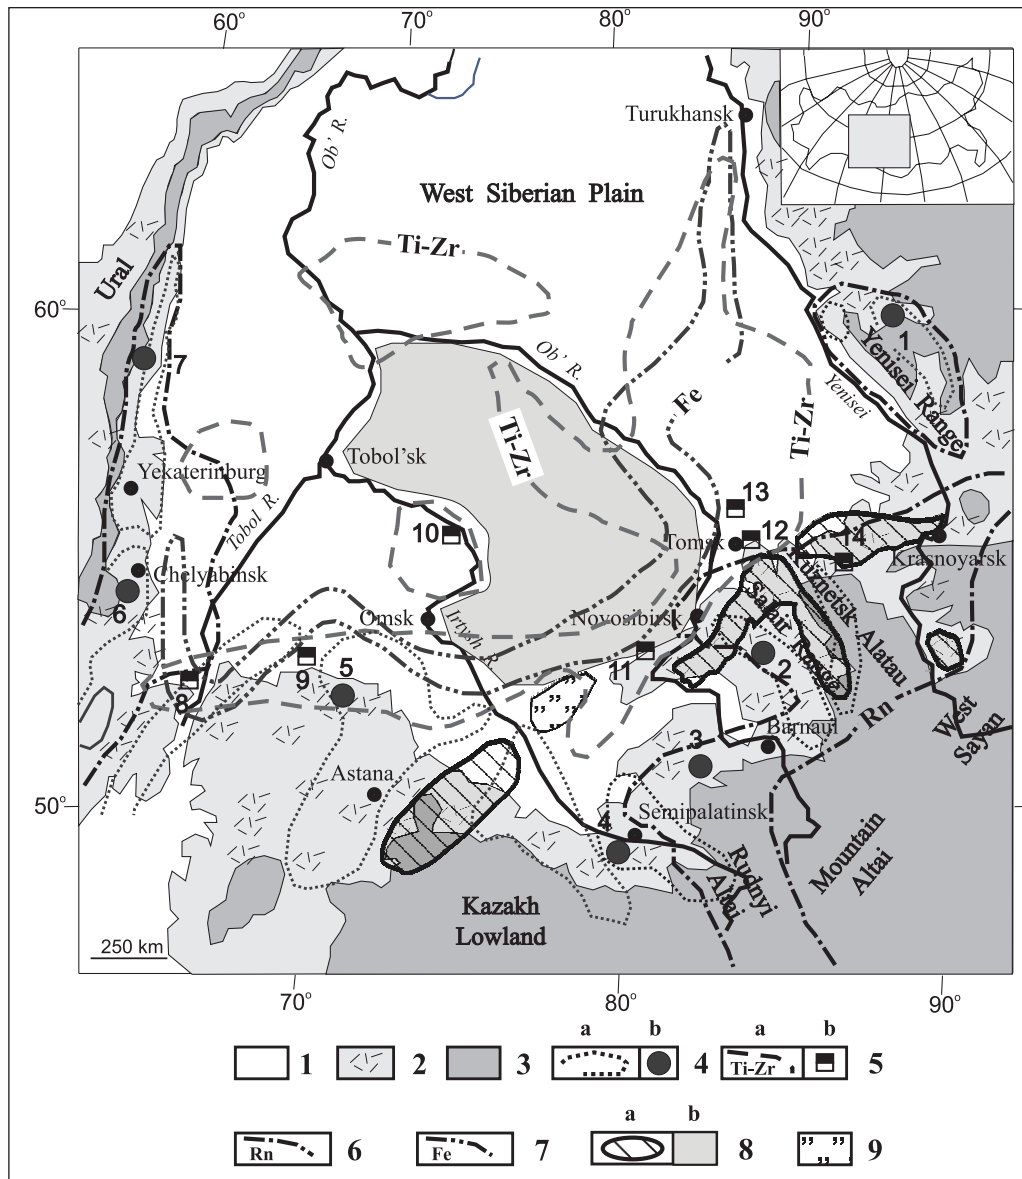 60°
70°
80°
90°
Turukhansk
Ob' R.
West Siberian Plain
Ti-Zr
Ural
60°
1
Ob' R.
7
Yenisei Range
Yenisei
Fe
Ti-Zr
Ti-Zr
Tobol'sk
Yekaterinburg
13
Tobol R.
10
12
14
Tomsk
Krasnoyarsk
Chelyabinsk
Kuznetsk Alatau
6
Salair
Omsk
Irtysh R.
Novosibirsk
5
9
11
2
8
Rn
West
Sayan
Barnaul
3
Astana
50°
4
Semipalatinsk
Mountain
Altai
Rudnyi
Altai
Kazakh
Lowland
250 km
70°
80°
90°
a b a b
1 2 3 4 Ti-Zr 5
a b
Rn 6 Fe 7 8 9